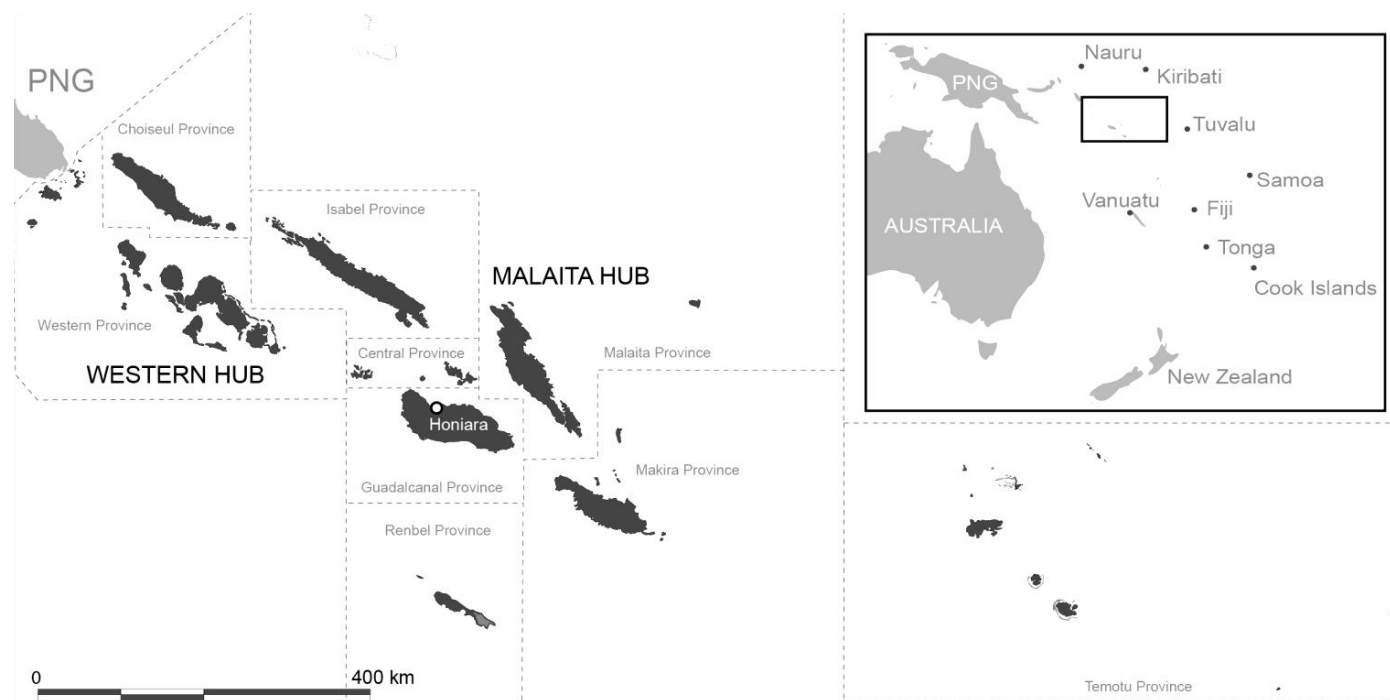 PNG
Choiseul Province
Isabel Province
MALAITA HUB
Western Province
WESTERN HUB
Central Province
Malaita Province
Honiara
Guadalcanal Province
Makira Province
Renbel Province
Temotu Province
0
400 km
Nauru
Kiribati
PNG
Tuvalu
Samoa
Vanuatu
Fiji
AUSTRALIA
Tonga
Cook Islands
New Zealand